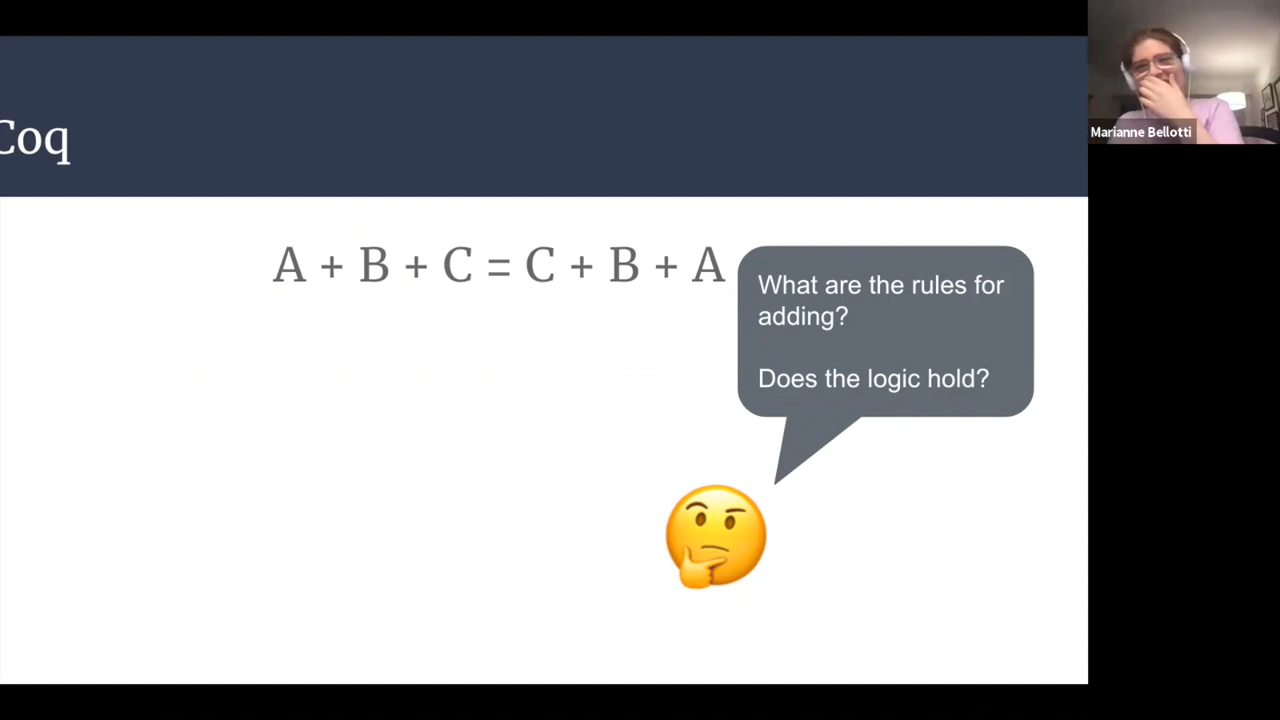 Coq
A + B + C = C + B + A
What are the rules for
adding?
Does the logic hold?
Marianne Bellotti